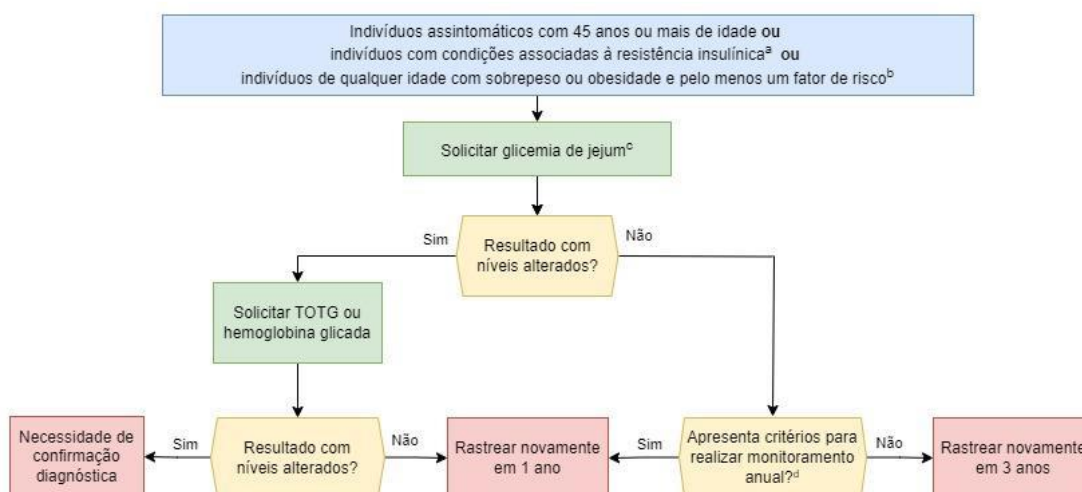 Indivíduos assintomáticos com 45 anos ou mais de idade ou
indivíduos com condições associadas à resistência insulínicaᵃ ou
indivíduos de qualquer idade com sobrepeso ou obesidade e pelo menos um fator de riscoᵇ
Solicitar glicemia de jejumᶜ
Sim
Resultado com
níveis alterados?
Não
Solicitar TOTG ou
hemoglobina glicada
Necessidade de
confirmação
diagnóstica
Sim
Resultado com
níveis alterados?
Não
Rastrear novamente
em 1 ano
Sim
Apresenta critérios para
realizar monitoramento
anual?ᵈ
Não
Rastrear novamente
em 3 anos